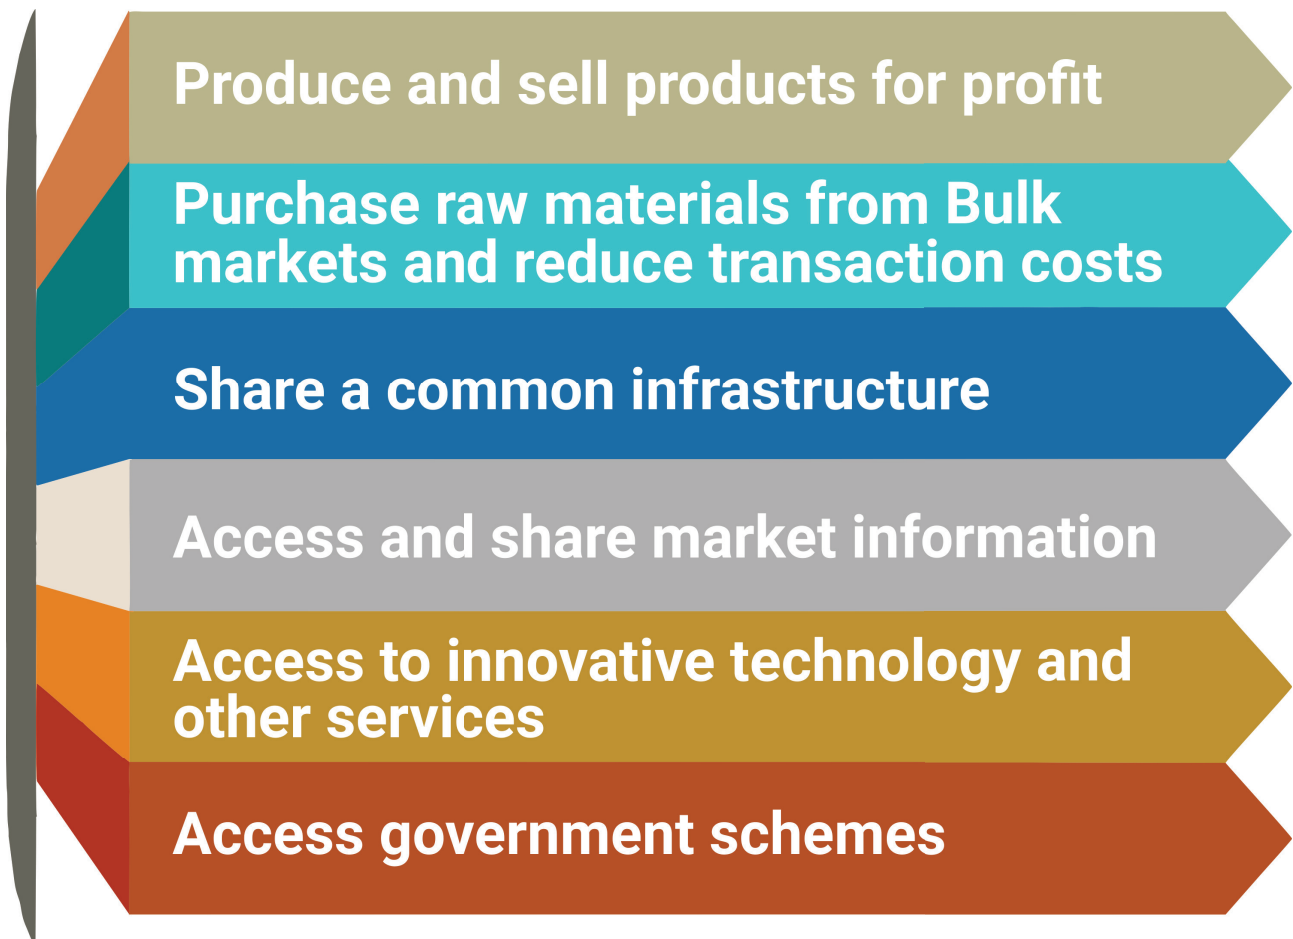 Produce and sell products for profit
Purchase raw materials from Bulk
markets and reduce transaction costs
Share a common infrastructure
Access and share market information
Access to innovative technology and
other services
Access government schemes